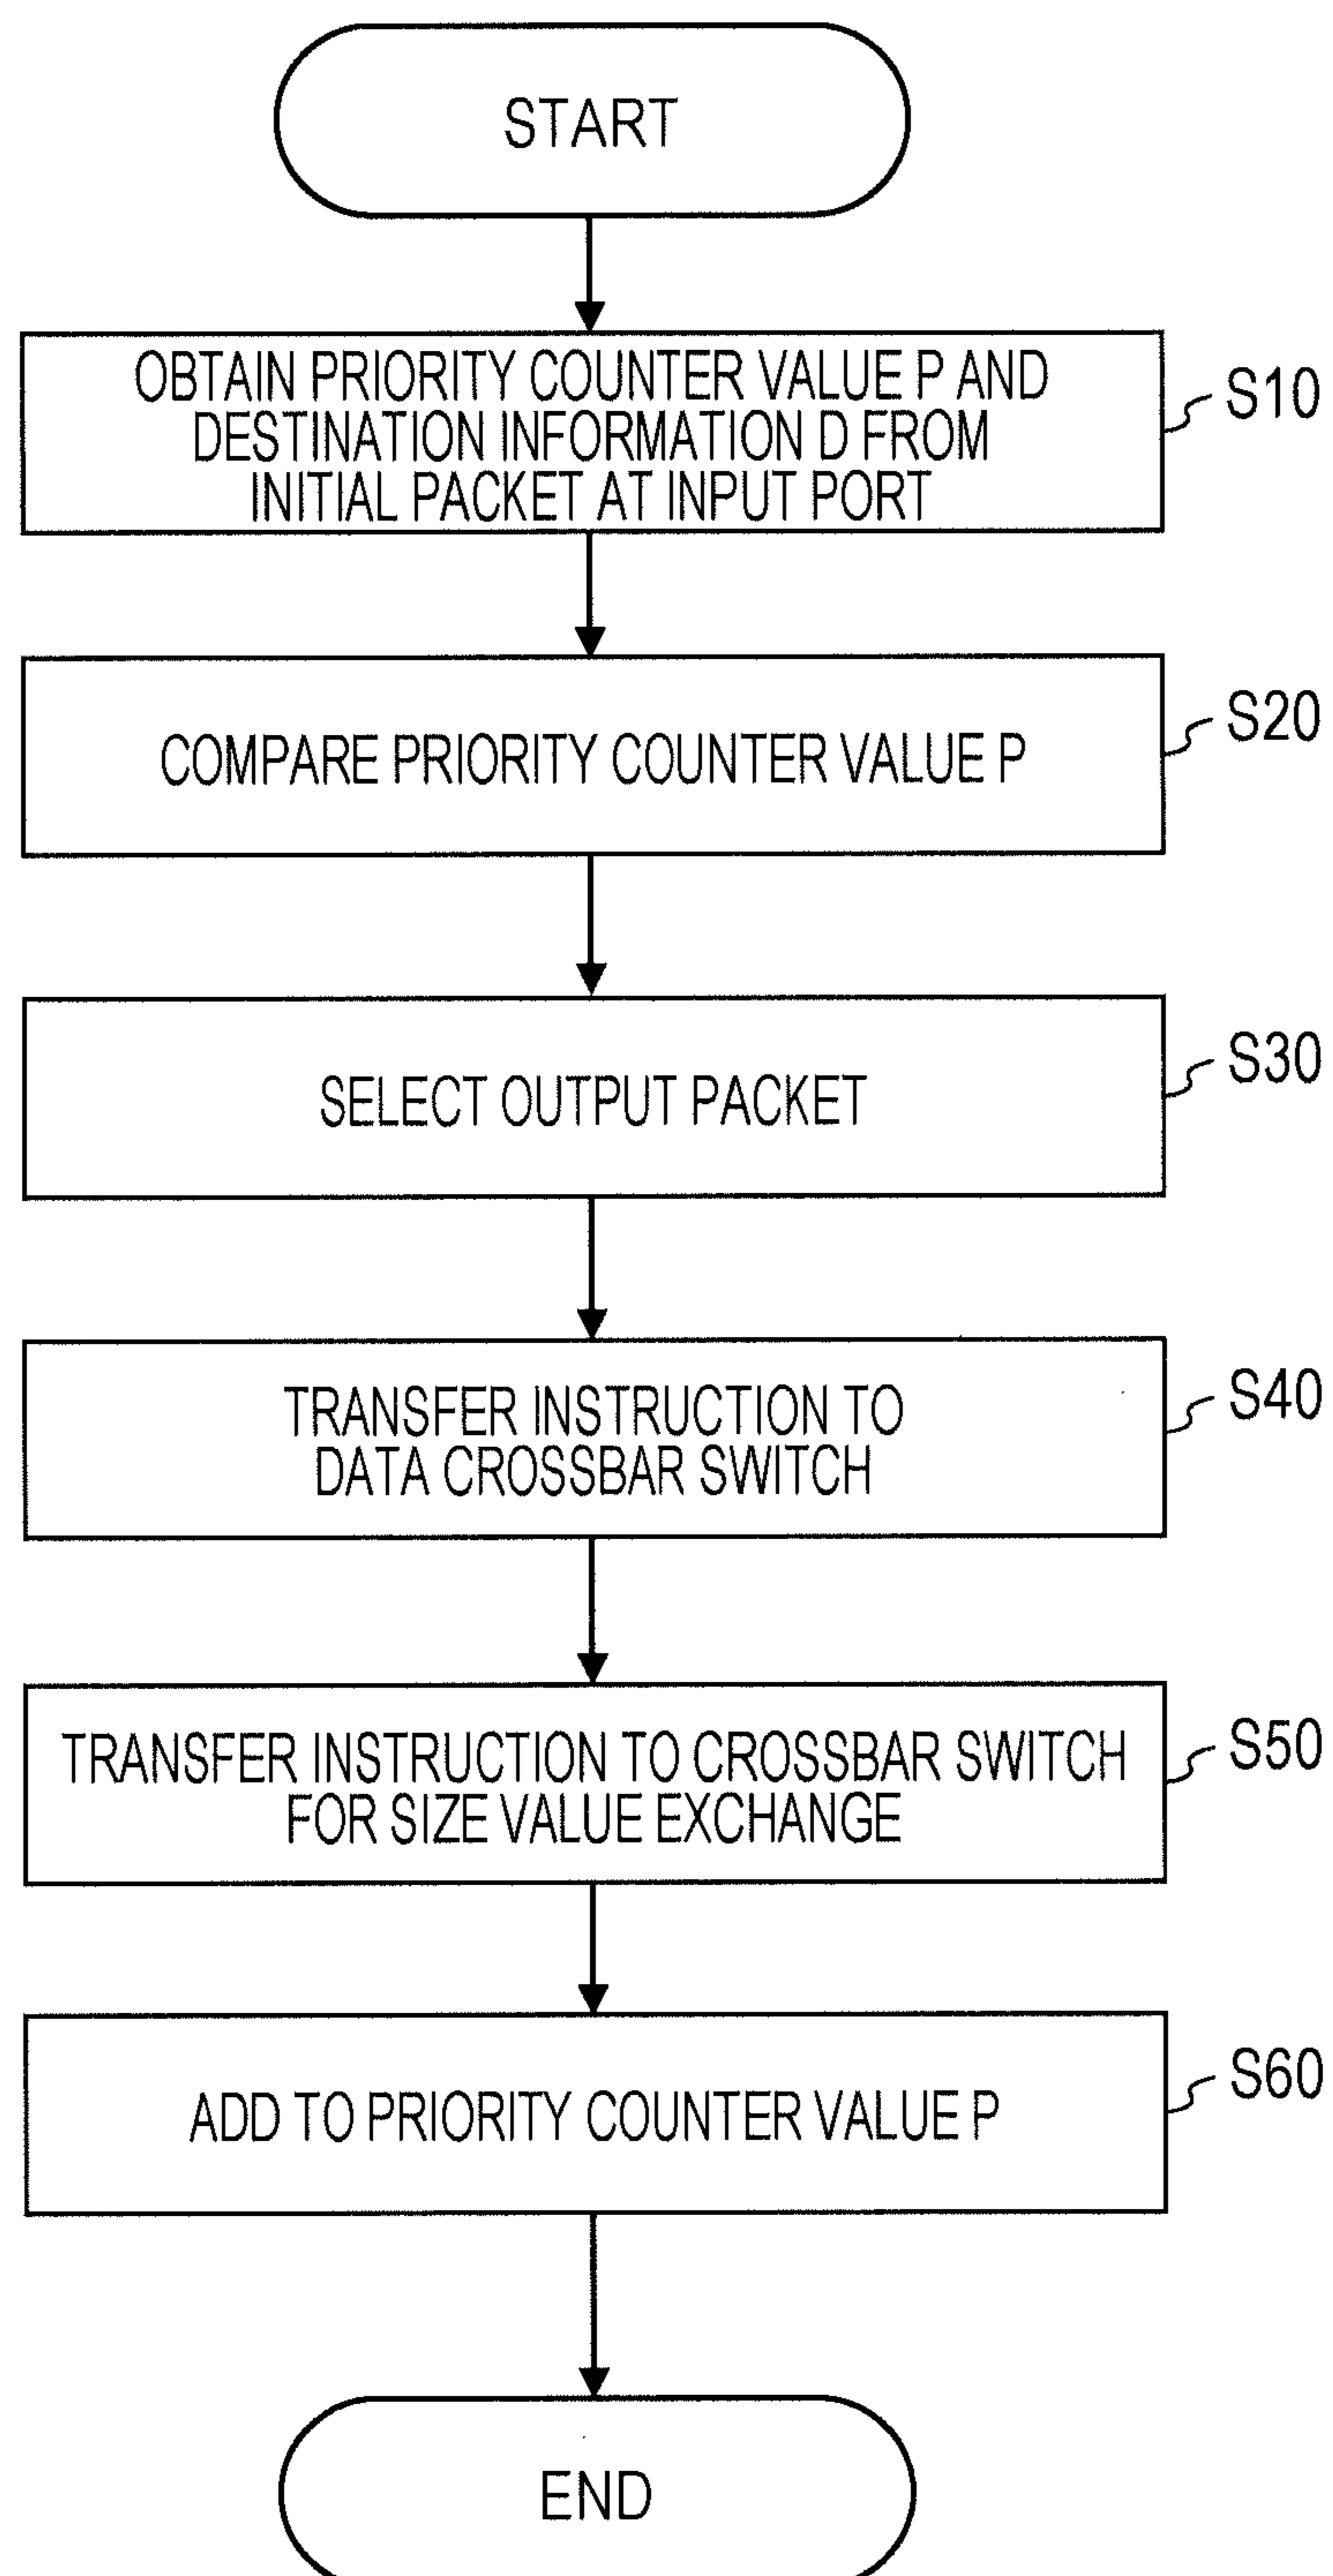 START
OBTAIN PRIORITY COUNTER VALUE P AND
DESTINATION INFORMATION D FROM
INITIAL PACKET AT INPUT PORT
S10
COMPARE PRIORITY COUNTER VALUE P
S20
SELECT OUTPUT PACKET
S30
TRANSFER INSTRUCTION TO
DATA CROSSBAR SWITCH
S40
TRANSFER INSTRUCTION TO CROSSBAR SWITCH
FOR SIZE VALUE EXCHANGE
S50
ADD TO PRIORITY COUNTER VALUE P
S60
END